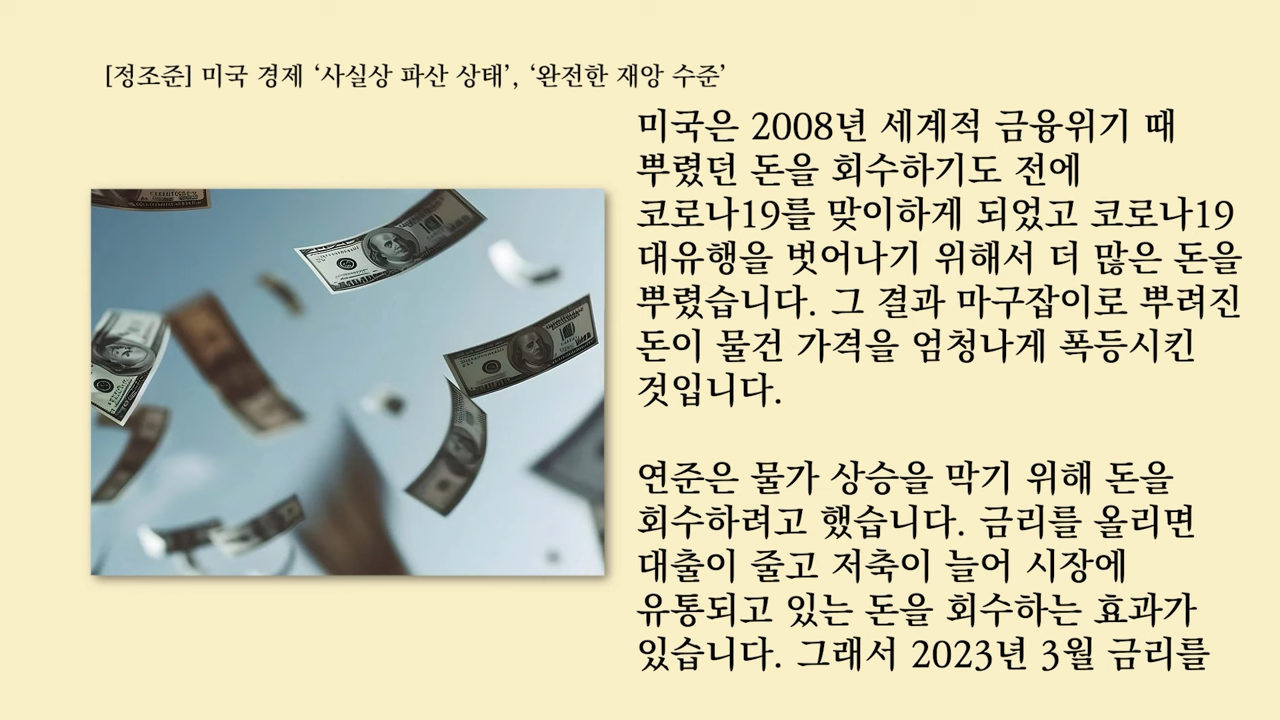 [정조준] 미국 경제 ‘사실상 파산 상태’, ‘완전한 재앙 수준’
미국은 2008년 세계적 금융위기 때
뿌렸던 돈을 회수하기도 전에
코로나19를 맞이하게 되었고 코로나19
대유행을 벗어나기 위해서 더 많은 돈을
뿌렸습니다. 그 결과 마구잡이로 뿌려진
돈이 물건 가격을 엄청나게 폭등시킨
것입니다.
연준은 물가 상승을 막기 위해 돈을
회수하려고 했습니다. 금리를 올리면
대출이 줄고 저축이 늘어 시장에
유통되고 있는 돈을 회수하는 효과가
있습니다. 그래서 2023년 3월 금리를